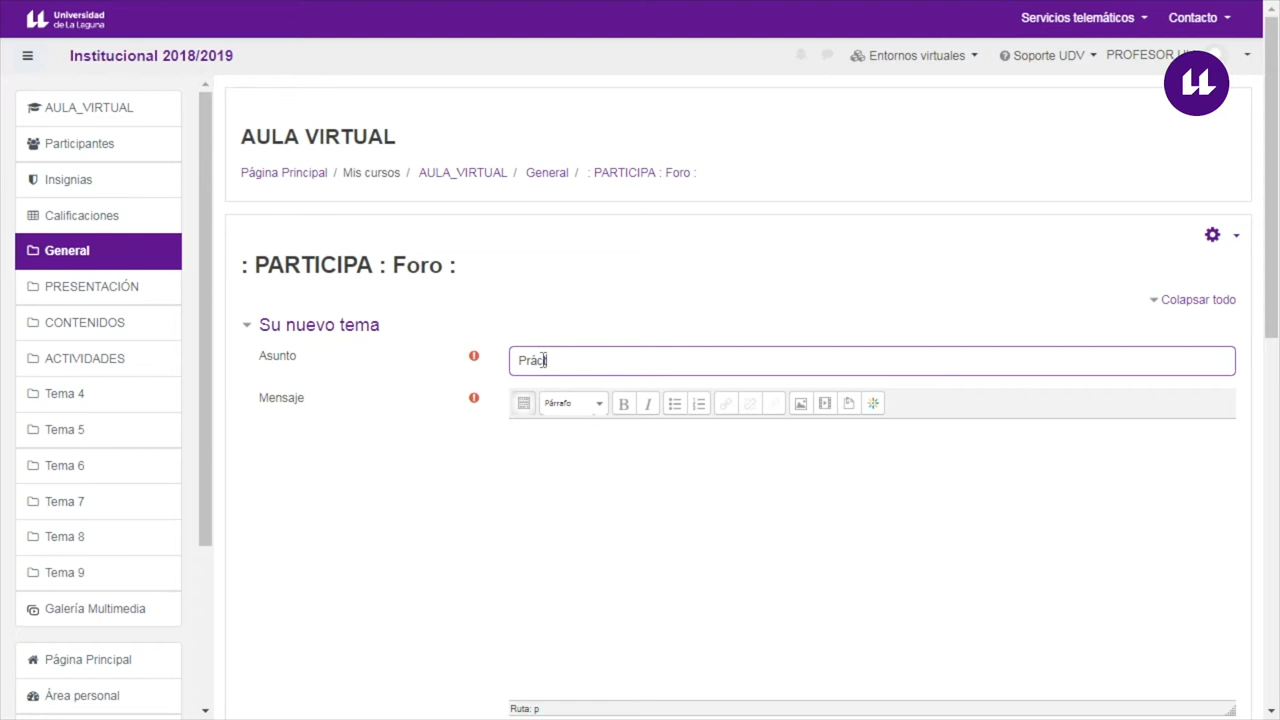 Universidad
de La Laguna
Servicios telemáticos
Contacto
Institucional 2018/2019
Entornos virtuales
Soporte UDV
PROFESOR
AULA_VIRTUAL
Participantes
Insignias
Calificaciones
General
PRESENTACIÓN
CONTENIDOS
ACTIVIDADES
Tema 4
Tema 5
Tema 6
Tema 7
Tema 8
Tema 9
Galería Multimedia
Página Principal
Área personal
AULA VIRTUAL
Página Principal / Mis cursos / AULA_VIRTUAL / General / : PARTICIPA : Foro :
: PARTICIPA : Foro :
Colapsar todo
Su nuevo tema
Asunto
Práct
Mensaje
Párrafo
B I
Ruta: p